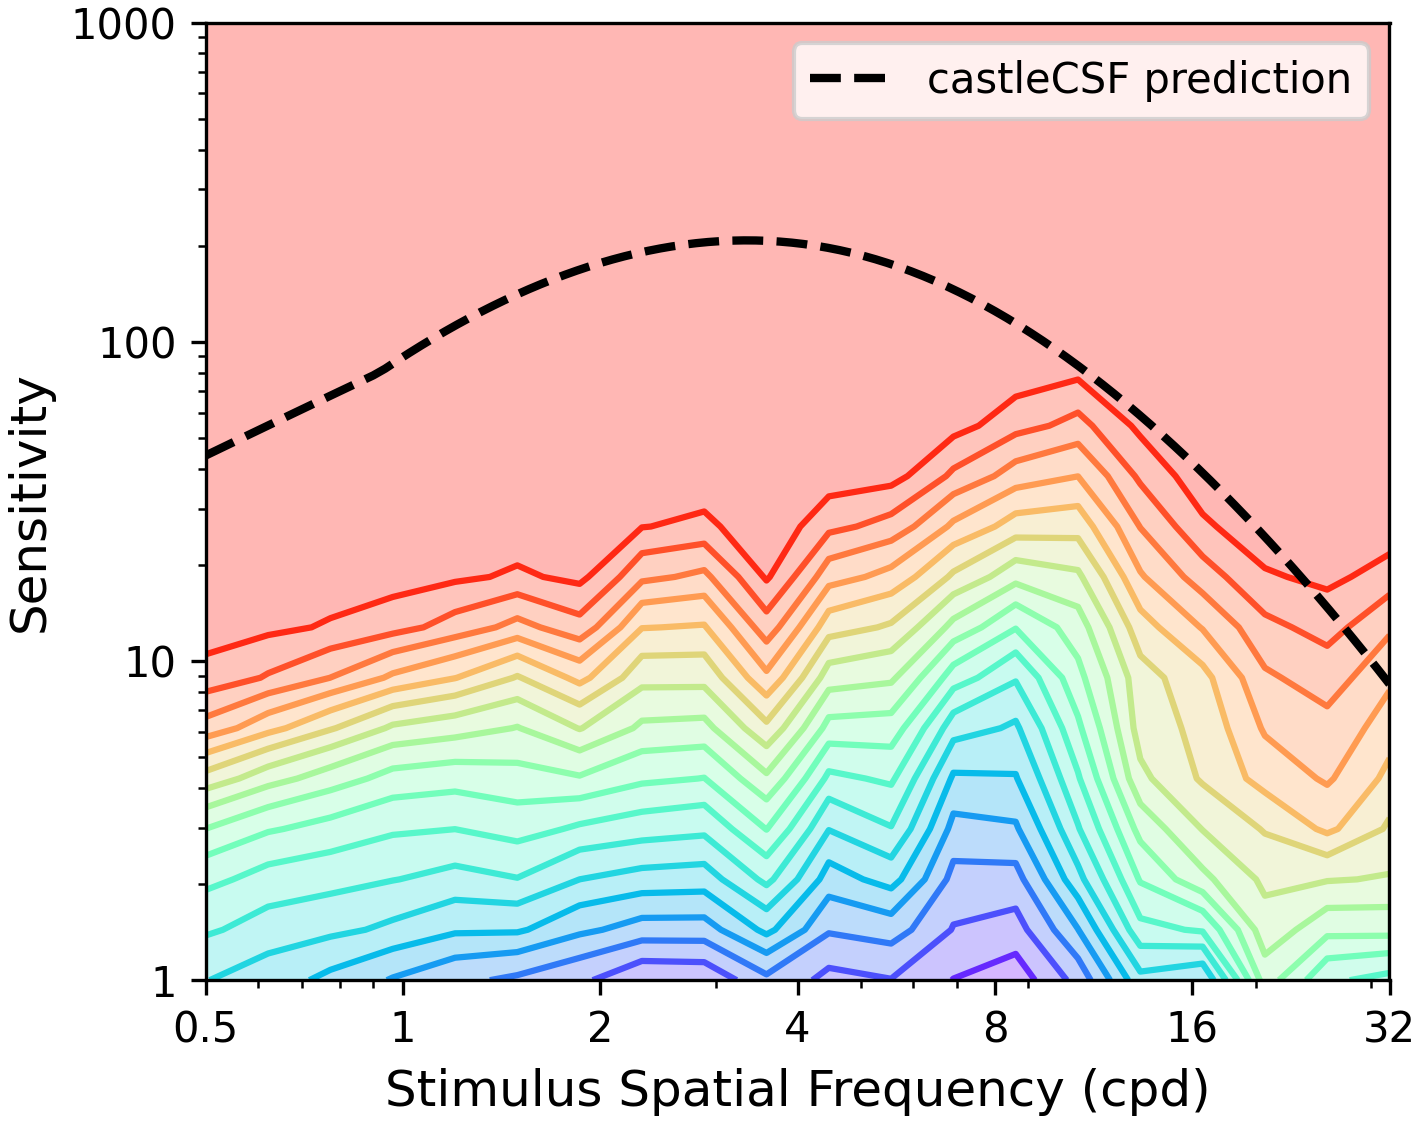 1000
100
10
1
Sensitivity
castleCSF prediction
0.5 1 2 4 8 16 32
Stimulus Spatial Frequency (cpd)